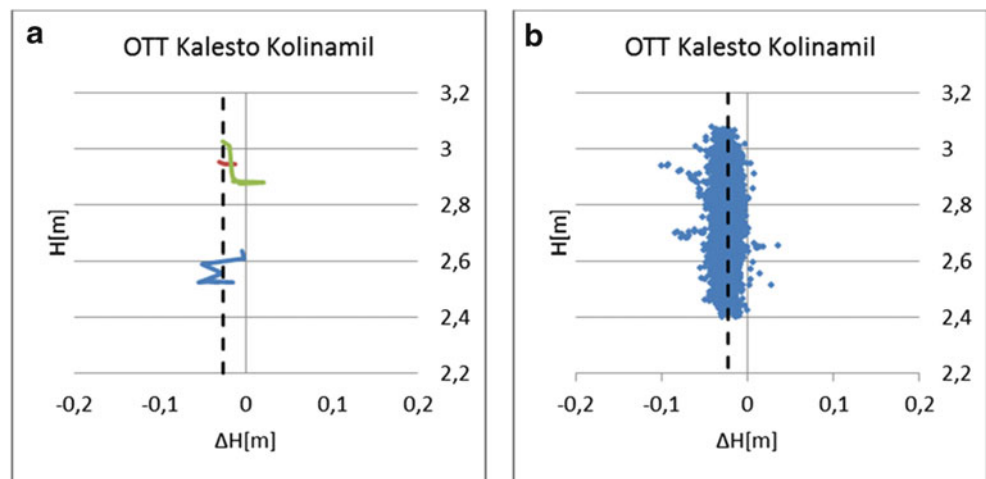 a
OTT Kalesto Kolinamil
3,2
3
2,8
2,6
2,4
2,2
H[m]
-0,2 -0,1 0 0,1 0,2
ΔH[m]
b
OTT Kalesto Kolinamil
3,2
3
2,8
2,6
2,4
2,2
H[m]
-0,2 -0,1 0 0,1 0,2
ΔH[m]